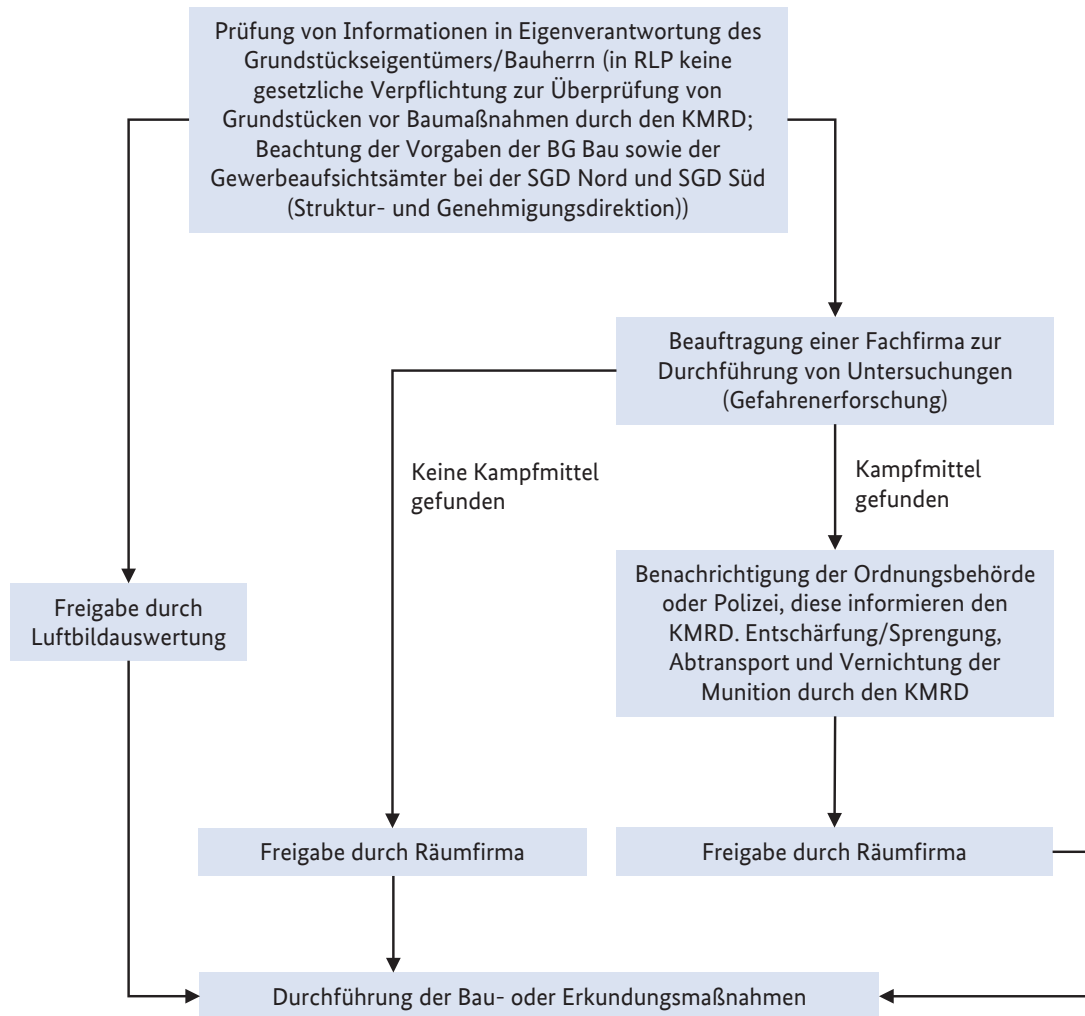 Prüfung von Informationen in Eigenverantwortung des
Grundstückseigentümers/Bauherrn (in RLP keine
gesetzliche Verpflichtung zur Überprüfung von
Grundstücken vor Baumaßnahmen durch den KMRD;
Beachtung der Vorgaben der BG Bau sowie der
Gewerbeaufsichtsämter bei der SGD Nord und SGD Süd
(Struktur- und Genehmigungsdirektion))
Beauftragung einer Fachfirma zur
Durchführung von Untersuchungen
(Gefahrenerforschung)
Keine Kampfmittel
gefunden
Kampfmittel
gefunden
Freigabe durch
Luftbildauswertung
Benachrichtigung der Ordnungsbehörde
oder Polizei, diese informieren den
KMRD. Entschärfung/Sprengung,
Abtransport und Vernichtung der
Munition durch den KMRD
Freigabe durch Räumfirma
Freigabe durch Räumfirma
Durchführung der Bau- oder Erkundungsmaßnahmen